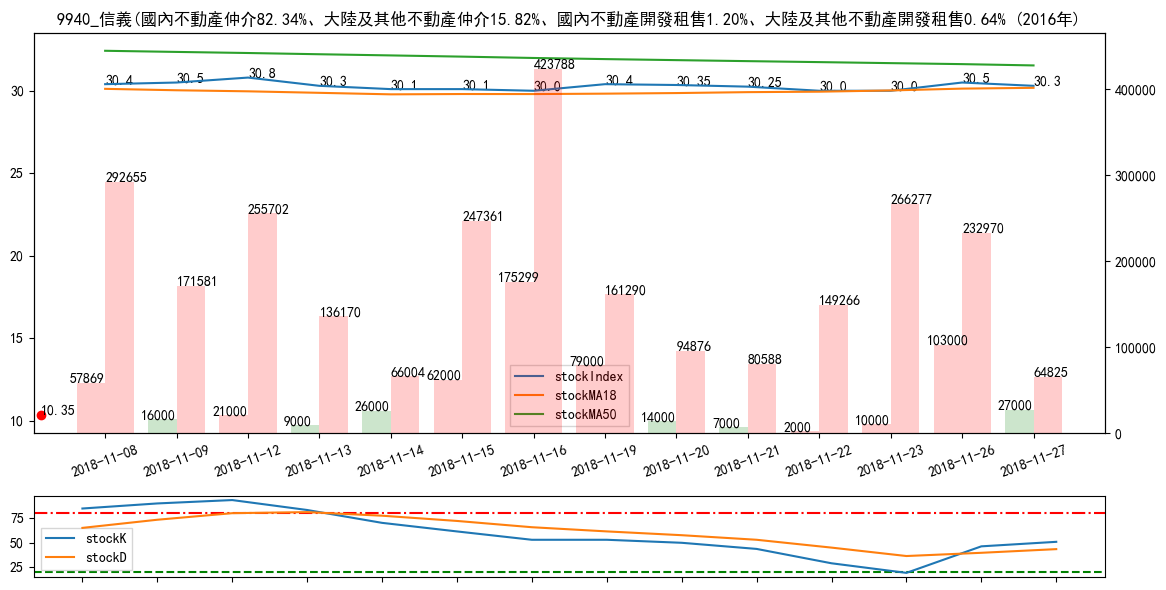 9940_信義(國內不動產仲介82.34%、大陸及其他不動產仲介15.82%、國內不動產開發租售1.20%、大陸及其他不動產開發租售0.64% (2016年)
30.4 30.5 30.8 30.3 30.1 30.1 30.0 30.4 30.35 30.25 30.0 30.0 30.5 30.3
30
25
20
15
10
400000
300000
200000
100000
0
292655 171581 255702 136170 66004 247361 423788 161290 94876 80588 149266 266277 232970 64825
57869 16000 21000 9000 26000 62000 175299 79000 14000 7000 2000 10000 103000 27000
10.35
stockIndex
stockMA18
stockMA50
2018-11-08 2018-11-09 2018-11-12 2018-11-13 2018-11-14 2018-11-15 2018-11-16 2018-11-19 2018-11-20 2018-11-21 2018-11-22 2018-11-23 2018-11-26 2018-11-27
75
50
25
stockK
stockD